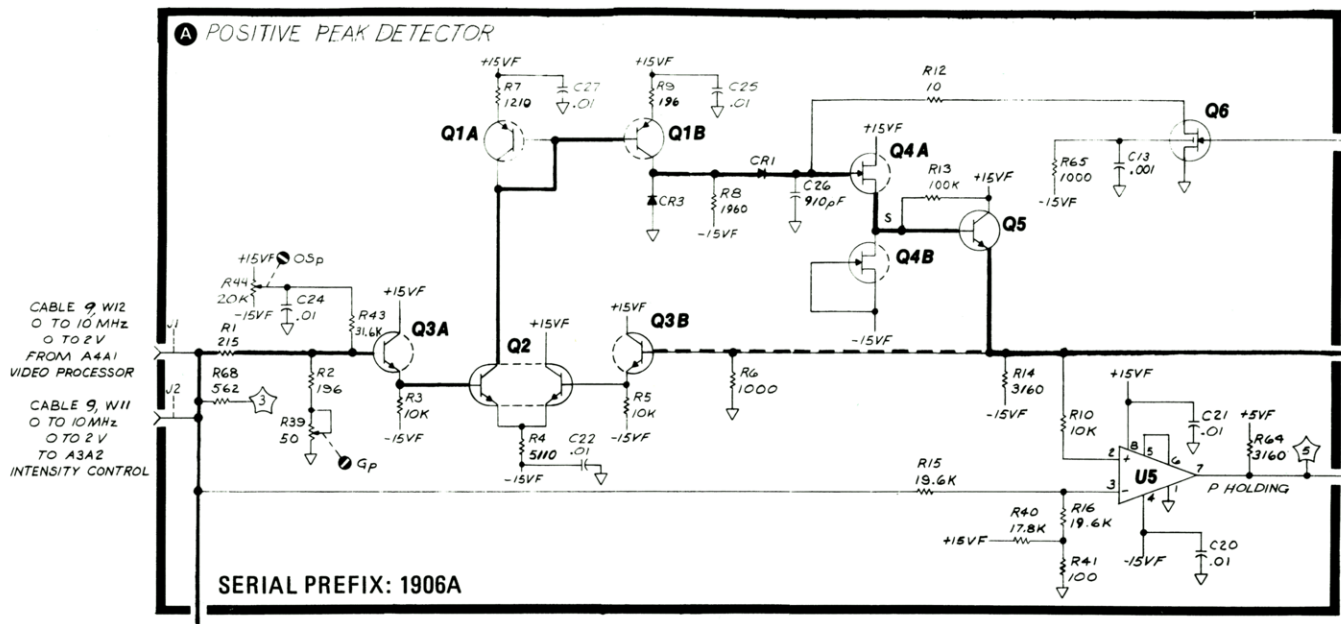 A POSITIVE PEAK DETECTOR
+15VF
R7
1210
C27
.01
Q1A
+15VF
R9
196
C25
.01
Q1B
CR3
R8
1960
-15VF
CR1
C26
910pF
+15VF
Q4A
S
Q4B
-15VF
R13
100K
+15VF
Q5
R12
10
Q6
R65
1000
-15VF
C13
.001
+15VF
OSp
R44
20K
-15VF
C24
.01
R43
31.6K
+15VF
Q3A
CABLE 9, W12
0 TO 10 MHz
0 TO 2V
FROM A4A1
VIDEO PROCESSOR
J1
R1
215
R68
562
3
R2
196
R39
50
Gp
J2
CABLE 9, W11
0 TO 10MHz
0 TO 2V
TO A3A2
INTENSITY CONTROL
R3
10K
-15VF
Q2
+15VF
R4
5110
-15VF
C22
.01
+15VF
Q3B
R5
10K
-15VF
R6
1000
R14
3160
-15VF
R10
10K
+15VF
C21
.01
+5VF
R64
3160
5
8
5
6
2
+
3
-
U5
7
4
1
P HOLDING
R15
19.6K
R16
19.6K
R40
17.8K
+15VF
R41
100
-15VF
C20
.01
SERIAL PREFIX: 1906A